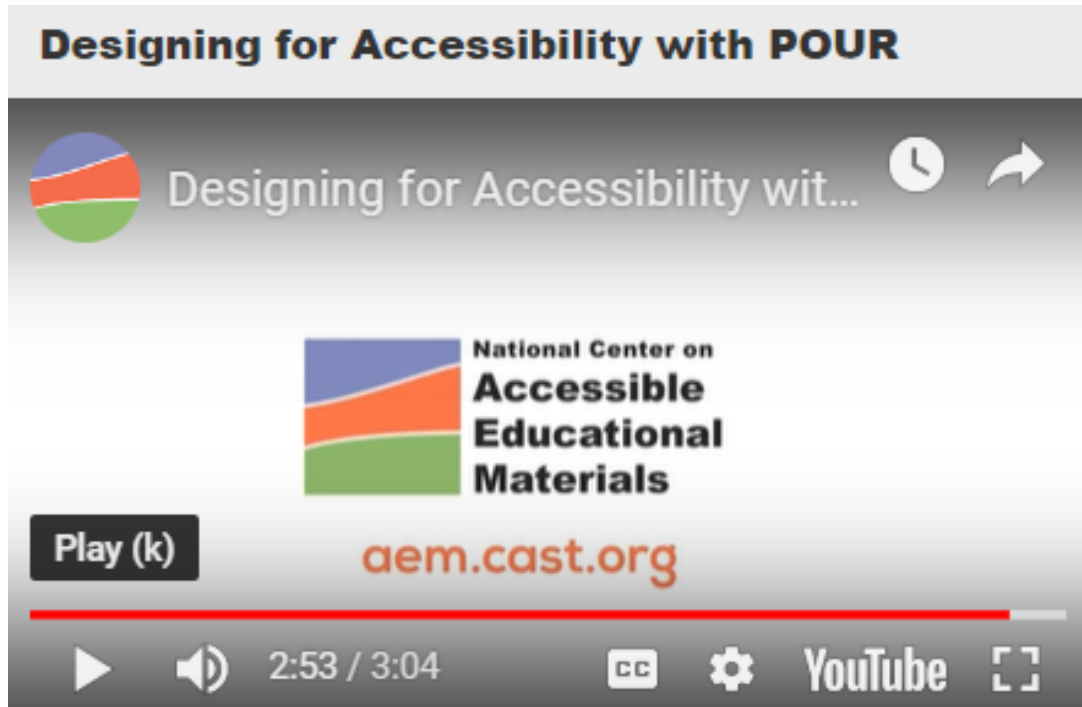 Designing for Accessibility with POUR
Designing for Accessibility wit...
National Center on
Accessible
Educational
Materials
Play (k)
aem.cast.org
2:53 / 3:04
CC
YouTube